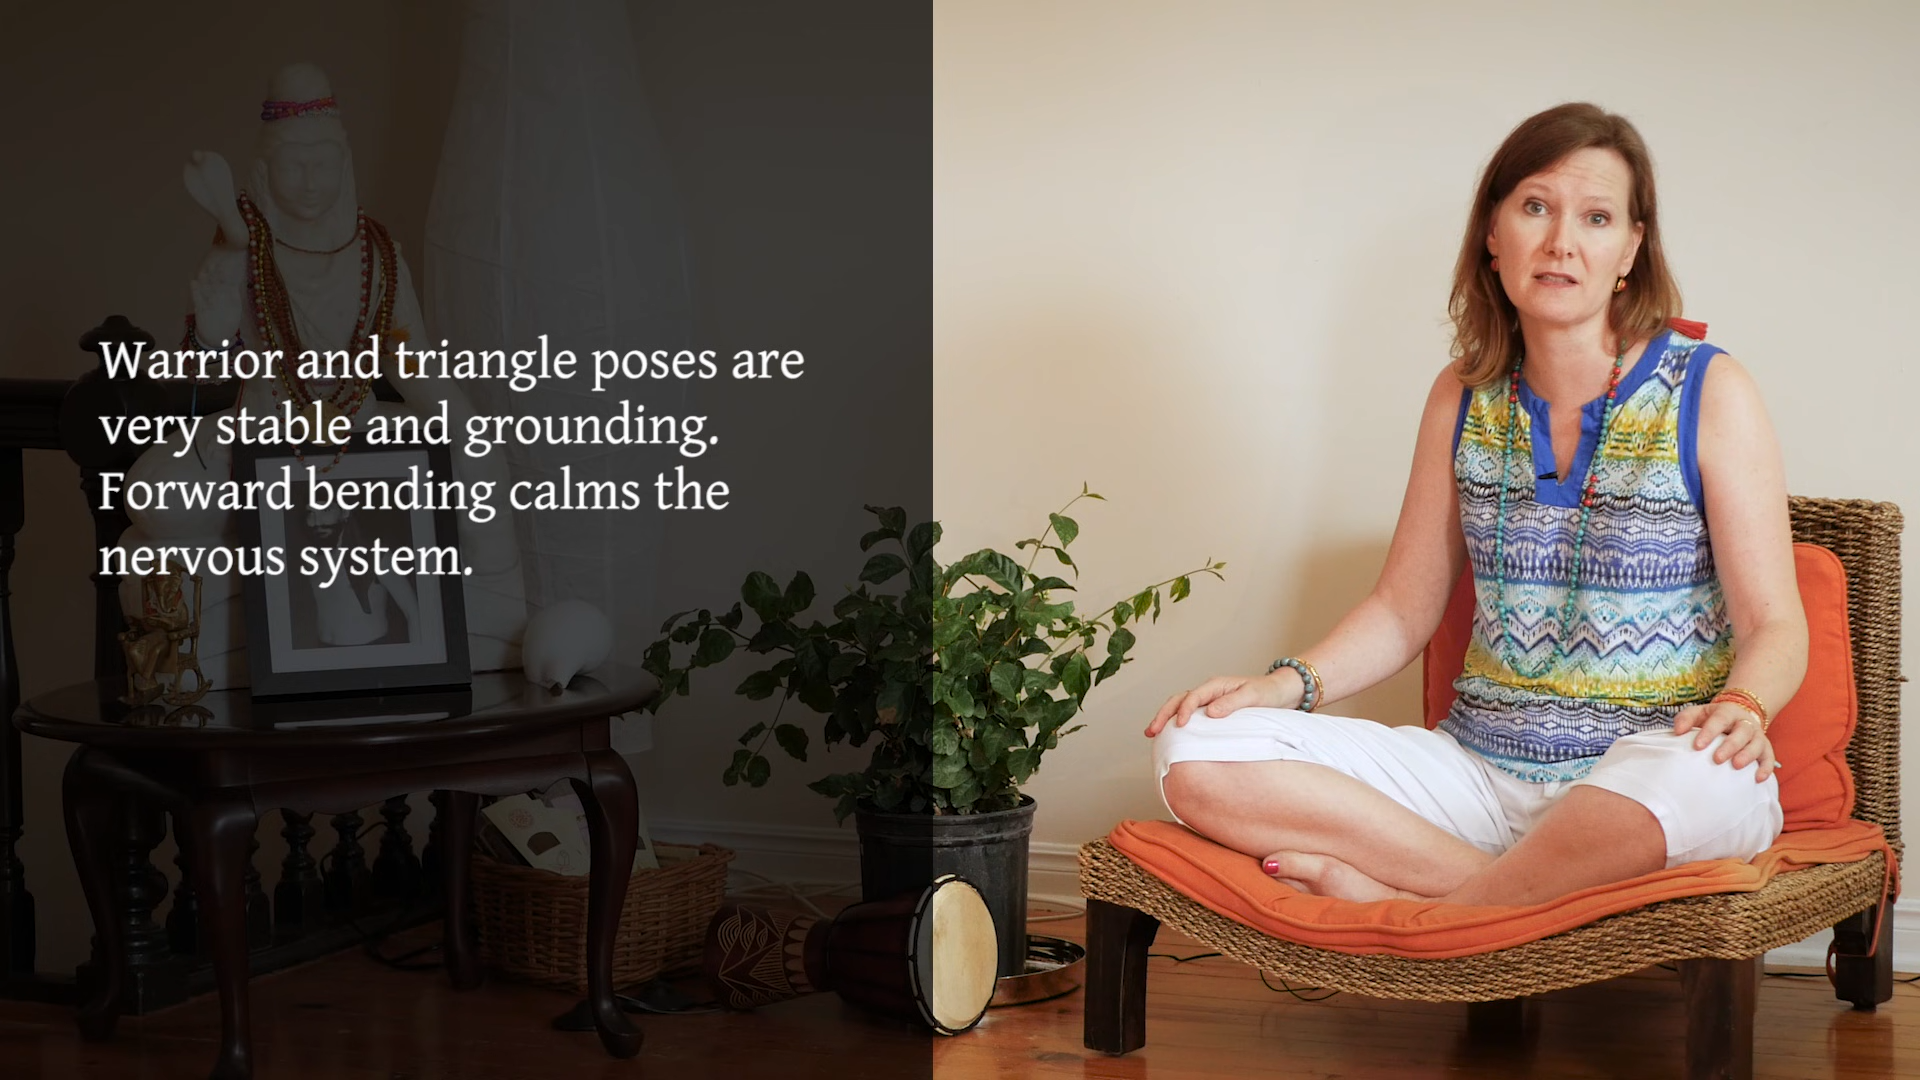 Warrior and triangle poses are
very stable and grounding.
Forward bending calms the
nervous system.